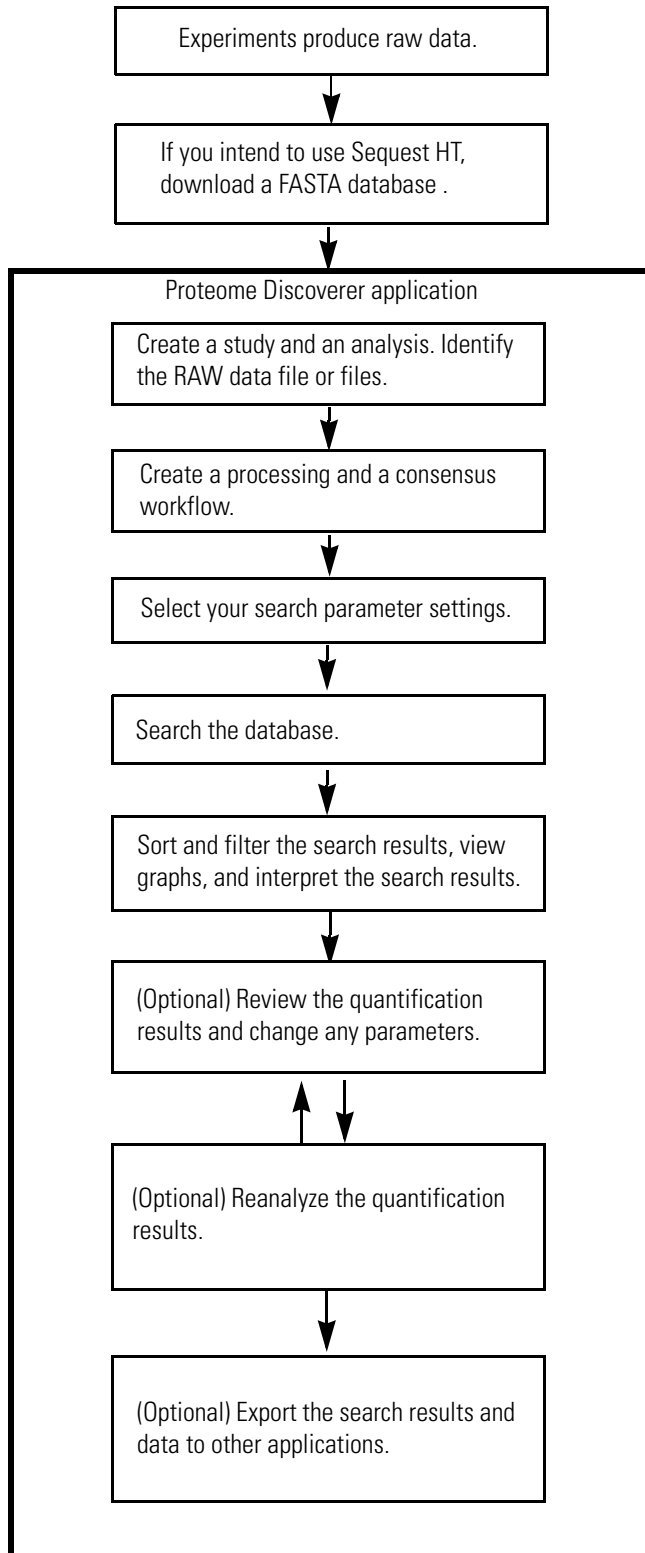 Experiments produce raw data.
If you intend to use Sequest HT,
download a FASTA database .
Proteome Discoverer application
Create a study and an analysis. Identify
the RAW data file or files.
Create a processing and a consensus
workflow.
Select your search parameter settings.
Search the database.
Sort and filter the search results, view
graphs, and interpret the search results.
(Optional) Review the quantification
results and change any parameters.
(Optional) Reanalyze the quantification
results.
(Optional) Export the search results and
data to other applications.